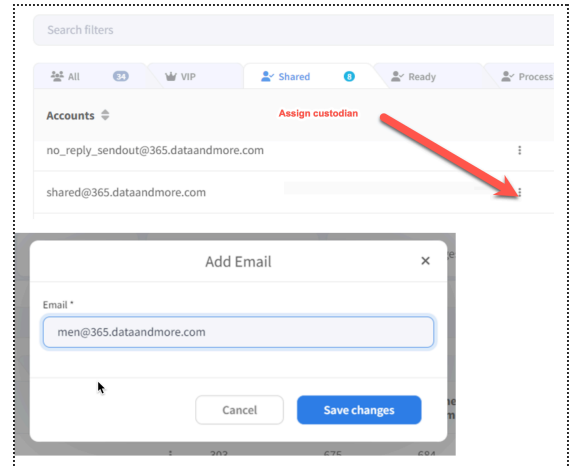 Search filters
All 34 VIP Shared 8 Ready Process
Accounts Assign custodian
no_reply_sendout@365.dataandmore.com
shared@365.dataandmore.com
Add Email ×
Email *
men@365.dataandmore.com
Cancel Save changes
303 675 684